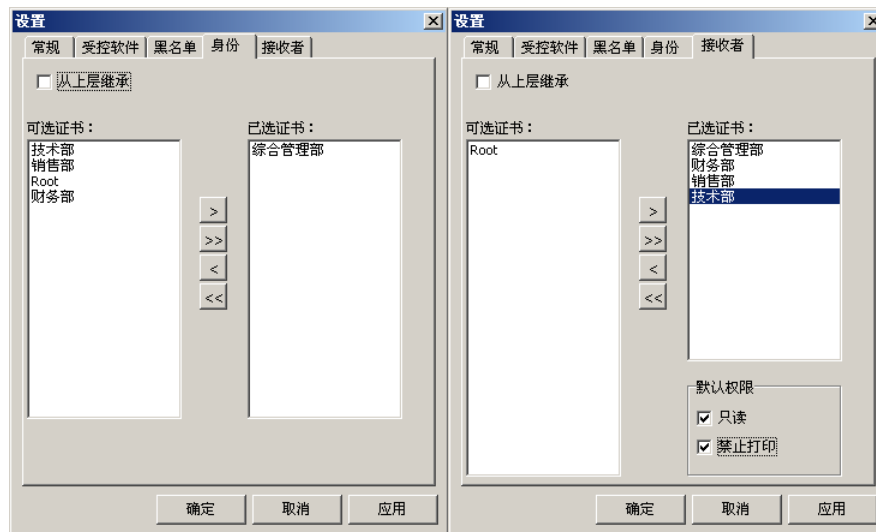 设置
常规 受控软件 黑名单 身份 接收者
从上层继承
可选证书：
技术部
销售部
Root
财务部
>
>>
<
<<
已选证书：
综合管理部
确定 取消 应用
设置
常规 受控软件 黑名单 身份 接收者
从上层继承
可选证书：
Root
>
>>
<
<<
已选证书：
综合管理部
财务部
销售部
技术部
默认权限
只读
禁止打印
确定 取消 应用